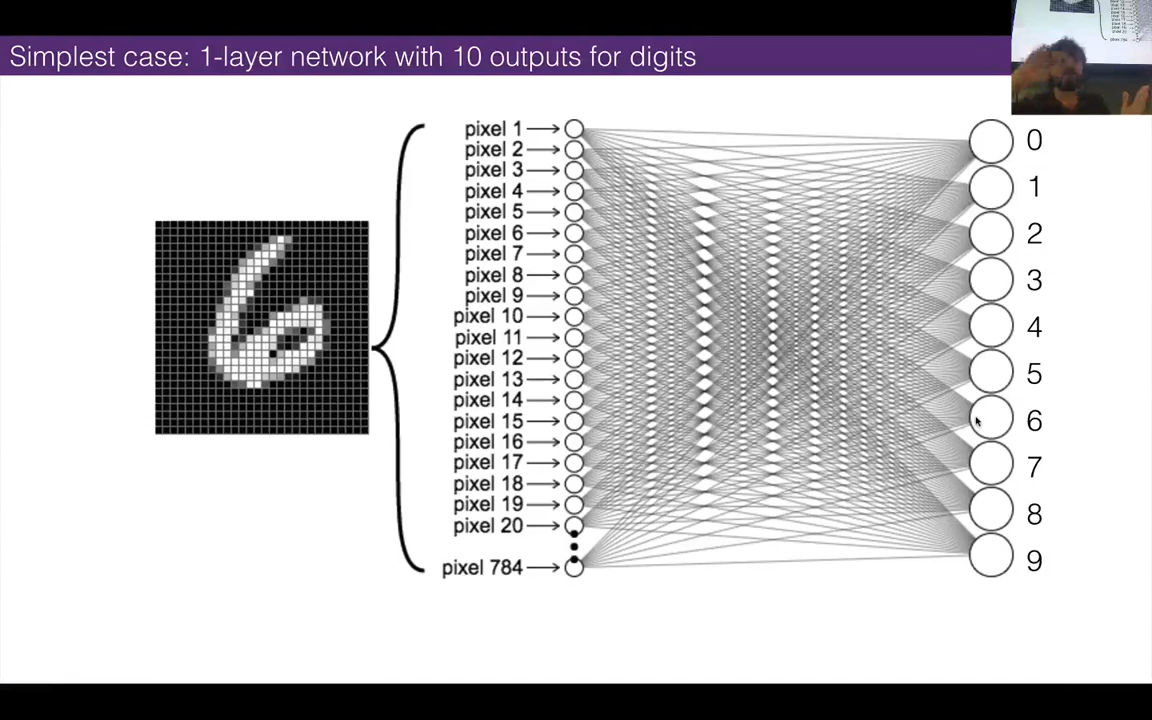 Simplest case: 1-layer network with 10 outputs for digits
pixel 1
pixel 2
pixel 3
pixel 4
pixel 5
pixel 6
pixel 7
pixel 8
pixel 9
pixel 10
pixel 11
pixel 12
pixel 13
pixel 14
pixel 15
pixel 16
pixel 17
pixel 18
pixel 19
pixel 20
pixel 784
0
1
2
3
4
5
6
7
8
9